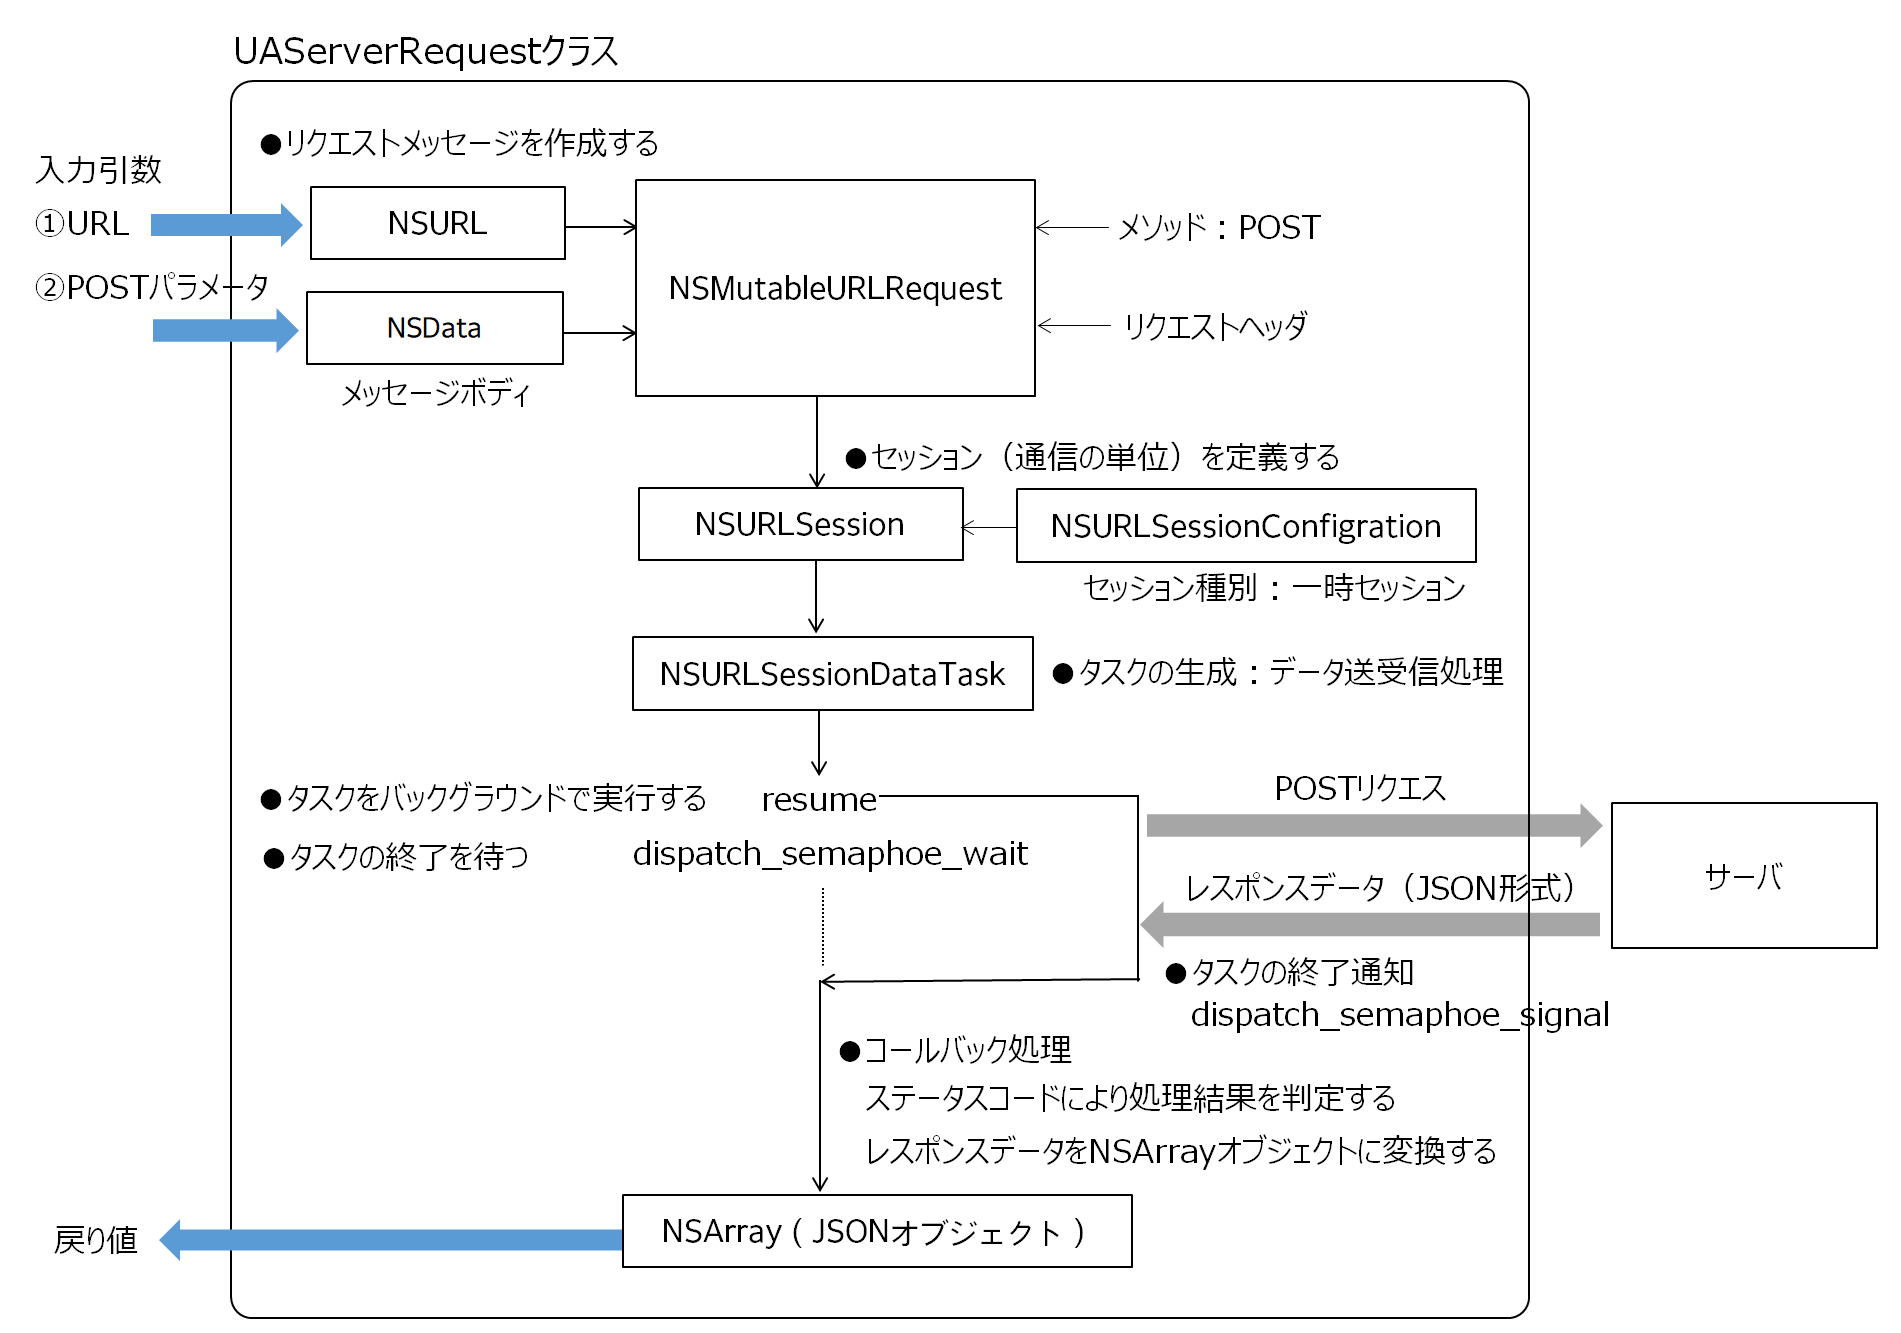 UAServerRequestクラス
●リクエストメッセージを作成する
入力引数
①URL
NSURL
②POSTパラメータ
NSData
メッセージボディ
NSMutableURLRequest
メソッド：POST
リクエストヘッダ
●セッション（通信の単位）を定義する
NSURLSession
NSURLSessionConfigration
セッション種別：一時セッション
NSURLSessionDataTask
●タスクの生成：データ送受信処理
●タスクをバックグラウンドで実行する
resume
●タスクの終了を待つ
dispatch_semaphoe_wait
POSTリクエス
サーバ
レスポンスデータ（JSON形式）
●タスクの終了通知
dispatch_semaphoe_signal
●コールバック処理
ステータスコードにより処理結果を判定する
レスポンスデータをNSArrayオブジェクトに変換する
NSArray ( JSONオブジェクト )
戻り値